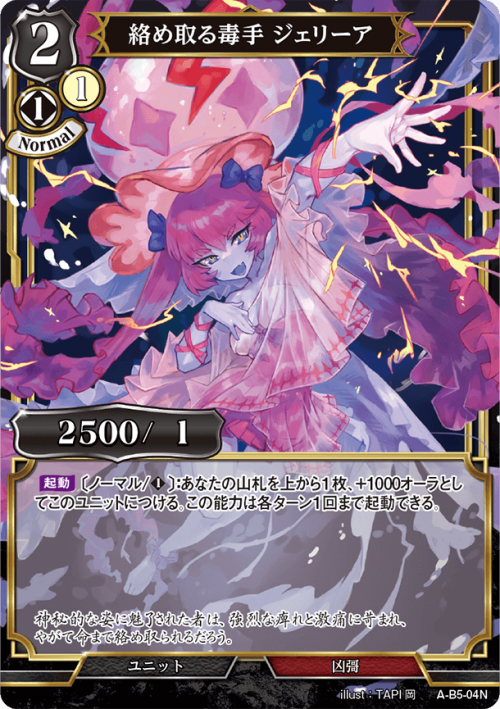 2
絡め取る毒手 ジェリーア
1
1
Normal
2500/ 1
起動 〔ノーマル/❶〕:あなたの山札を上から1枚、+1000オーラとし
てこのユニットにつける。この能力は各ターン1回まで起動できる。
神秘的な姿に魅了された者は、強烈な痺れと激痛に苛まれ、
やがて今まで絡め取られるだろう。
ユニット
凶彊
illust : TAPI岡 A-B5-04N